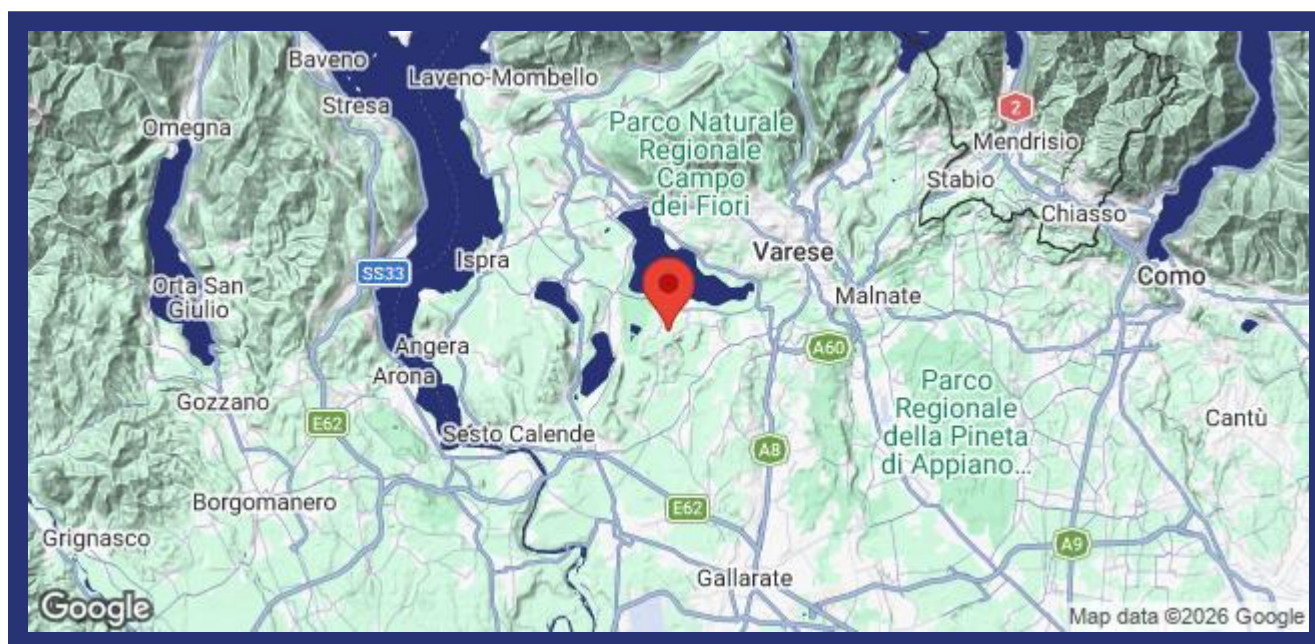 Baveno
Laveno-Mombello
Stresa
Omegna
2
Mendrisio
Parco Naturale
Regionale
Campo
dei Fiori
Stabio
Chiasso
Varese
Ispra
SS33
Como
Orta San
Giulio
Malnate
Angera
A60
Arona
Parco
Regionale
della Pineta
di Appiano...
Gozzano
E62
Cantù
Sesto Calende
A8
Borgomanero
E62
Grignasco
A9
Gallarate
Google
Map data ©2026 Google